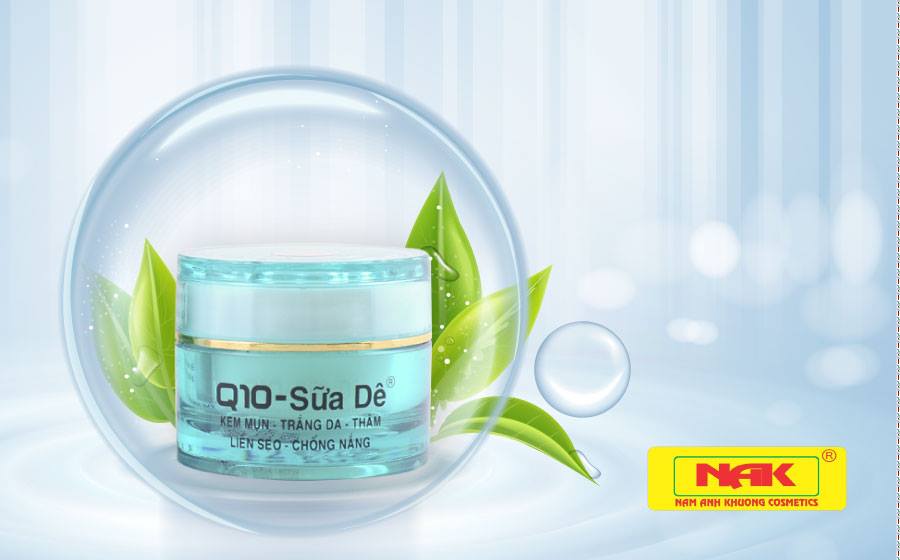 Q10-Sữa Dê®
KEM MỤN - TRẮNG DA - THÂM
LIỀN SẸO - CHỐNG NẮNG
NAK®
NAM ANH KHUONG COSMETICS